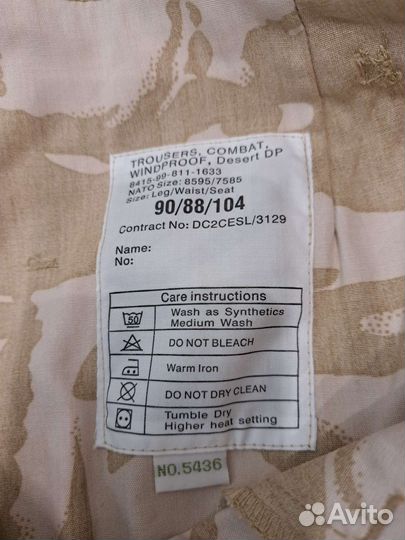 TROUSERS, COMBAT,
WINDPROOF, Desert DP
8415-99-811-1633
NATO Size: 8595/7585
Size: Leg/Waist/Seat
90/88/104
Contract No: DC2CESL/3129
Name:
No:
Care instructions
50
Wash as Synthetics
Medium Wash
DO NOT BLEACH
Warm Iron
DO NOT DRY CLEAN
Tumble Dry
Higher heat setting
NO.5436
Avito